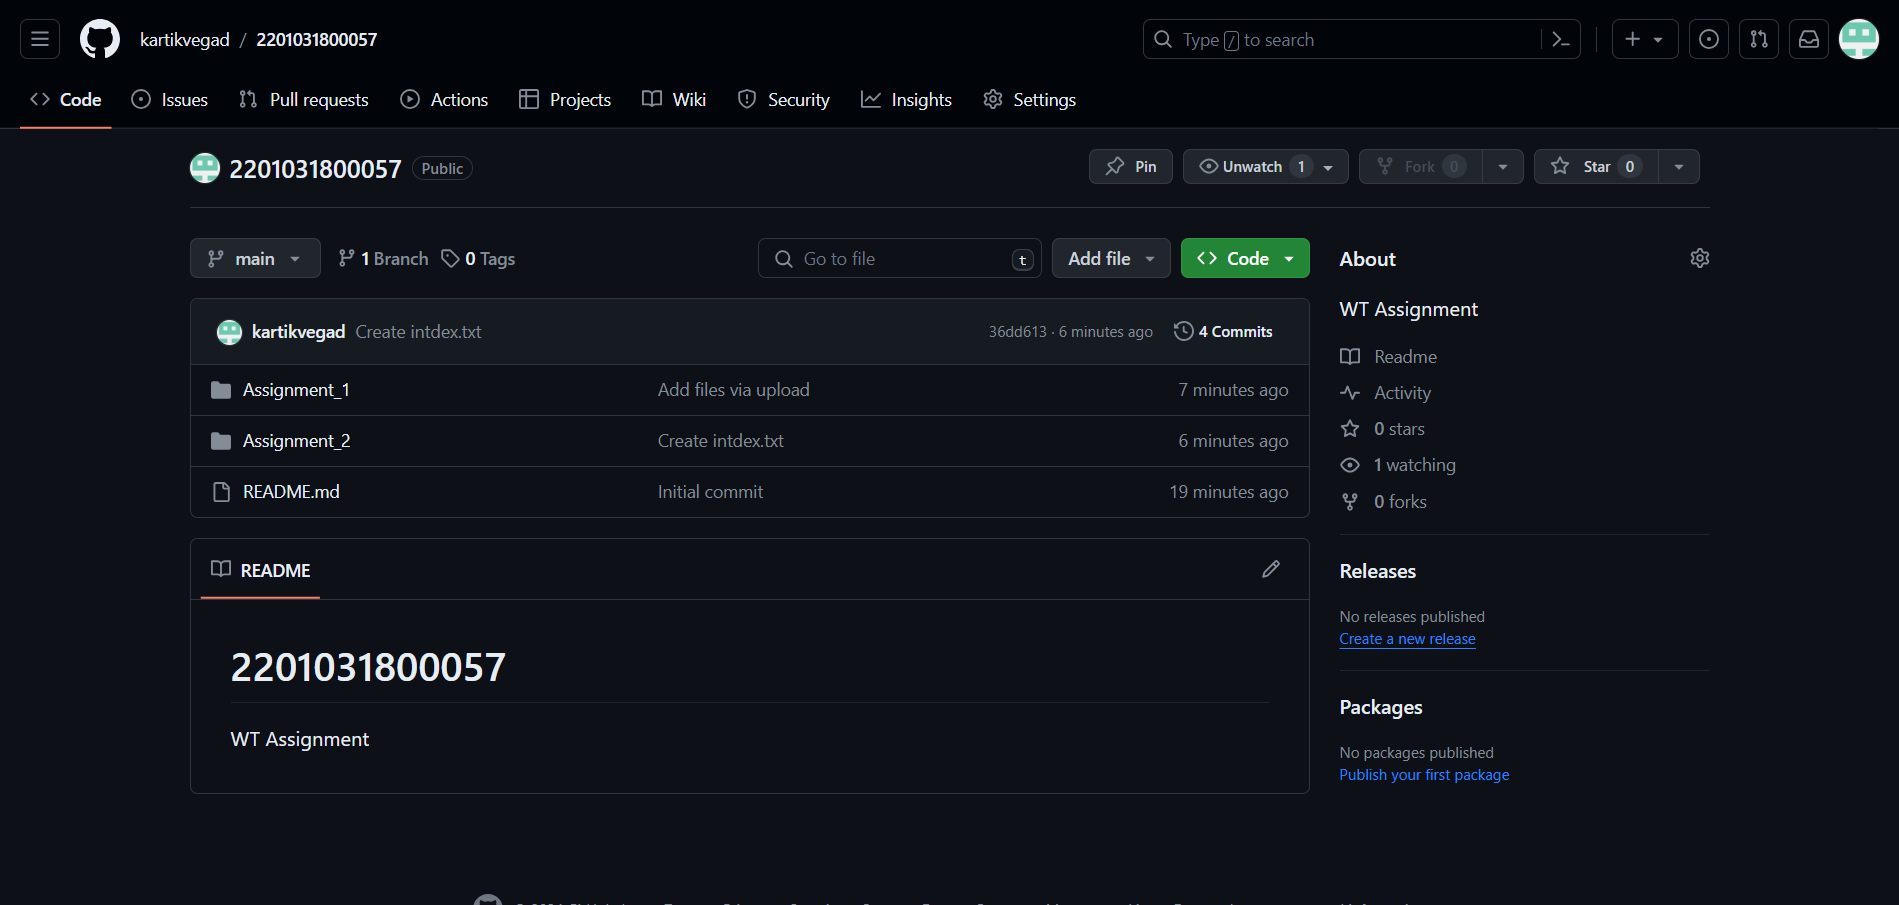 kartikvegad / 2201031800057
Type / to search
Code Issues Pull requests Actions Projects Wiki Security Insights Settings
2201031800057 Public
Pin Unwatch 1 Fork 0 Star 0
main 1 Branch 0 Tags
Go to file t Add file Code
kartikvegad Create intdex.txt 36dd613 · 6 minutes ago 4 Commits
Assignment_1 Add files via upload 7 minutes ago
Assignment_2 Create intdex.txt 6 minutes ago
README.md Initial commit 19 minutes ago
README
2201031800057
WT Assignment
About
WT Assignment
Readme
Activity
0 stars
1 watching
0 forks
Releases
No releases published
Create a new release
Packages
No packages published
Publish your first package